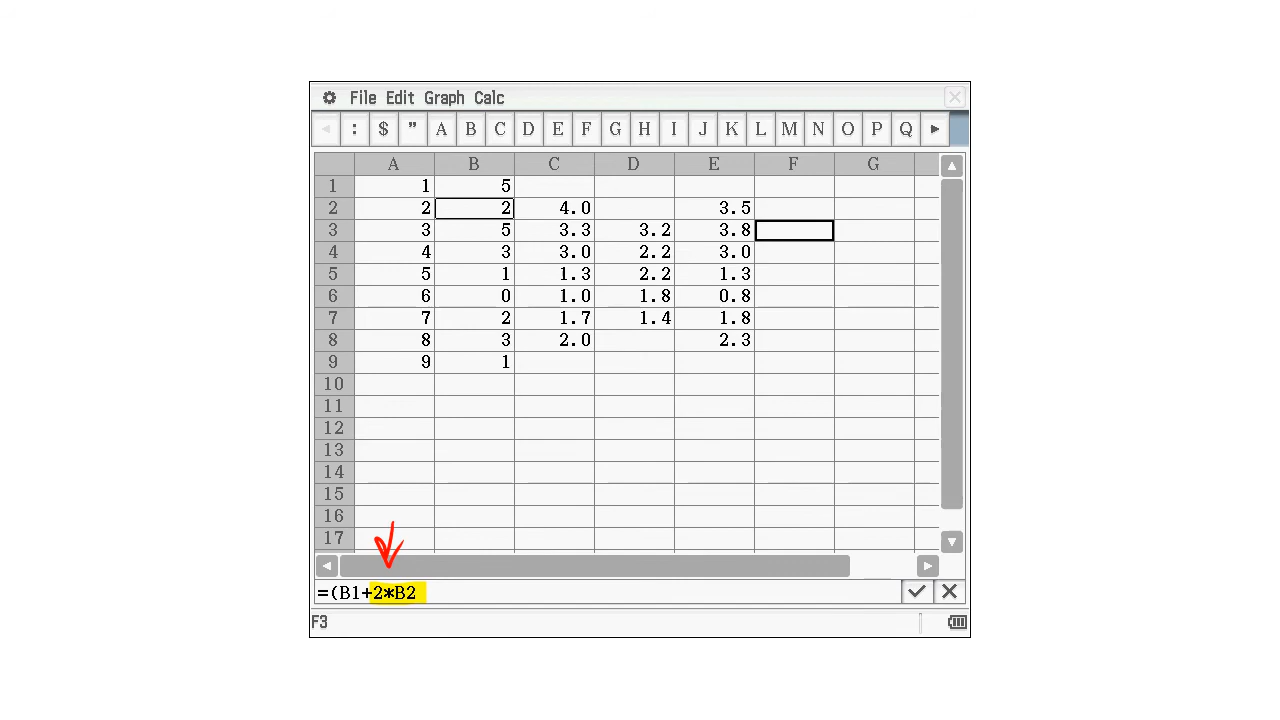 File Edit Graph Calc
: $ ” A B C D E F G H I J K L M N O P Q
A B C D E F G
1 1 5
2 2 2 4.0 3.5
3 3 5 3.3 3.2 3.8
4 4 3 3.0 2.2 3.0
5 5 1 1.3 2.2 1.3
6 6 0 1.0 1.8 0.8
7 7 2 1.7 1.4 1.8
8 8 3 2.0 2.3
9 9 1
10
11
12
13
14
15
16
17
=(B1+2*B2
F3